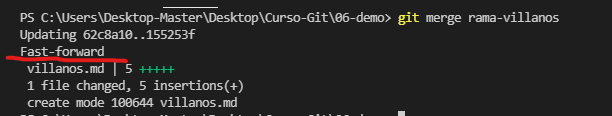 PS C:\Users\Desktop-Master\Desktop\Curso-Git\06-demo> git merge rama-villanos
Updating 62c8a10..155253f
Fast-forward
 villanos.md | 5 +++++
 1 file changed, 5 insertions(+)
 create mode 100644 villanos.md